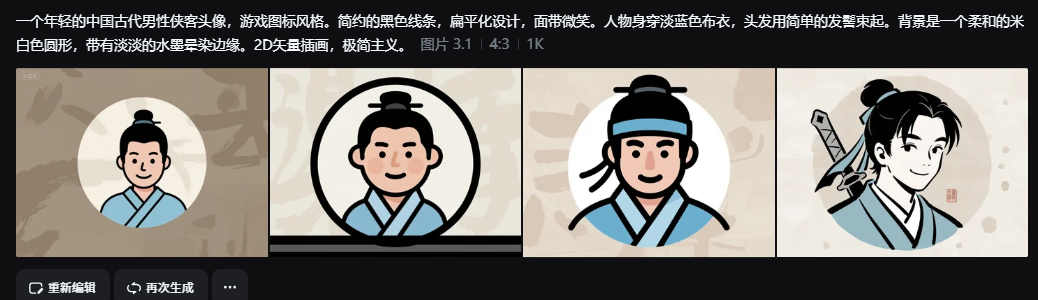 一个年轻的中国古代男性侠客头像，游戏图标风格。简约的黑色线条，扁平化设计，面带微笑。人物身穿淡蓝色布衣，头发用简单的发髻束起。背景是一个柔和的米
白色圆形，带有淡淡的水墨晕染边缘。2D矢量插画，极简主义。 图片 3.1 | 4:3 | 1K
重新编辑 再次生成 ...